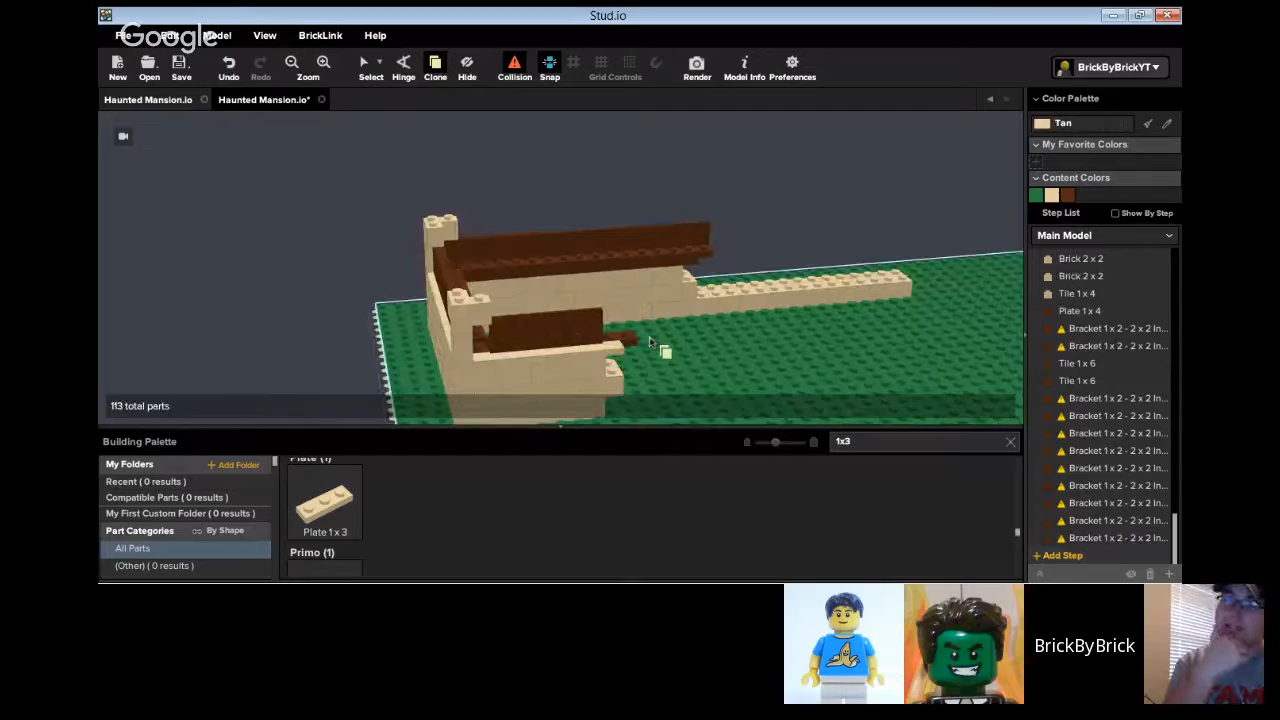 Stud.io
Google
File Edit Model View BrickLink Help
New Open Save Undo Redo Zoom Select Hinge Clone Hide Collision Snap Grid Controls Render Model Info Preferences
BrickByBrickYT
Haunted Mansion.io Haunted Mansion.io*
Color Palette
Tan
My Favorite Colors
Content Colors
Step List Show By Step
Main Model
Brick 2 x 2
Brick 2 x 2
Tile 1 x 4
Plate 1 x 4
Bracket 1 x 2 - 2 x 2 In...
Bracket 1 x 2 - 2 x 2 In...
Tile 1 x 6
Tile 1 x 6
Bracket 1 x 2 - 2 x 2 In...
Bracket 1 x 2 - 2 x 2 In...
Bracket 1 x 2 - 2 x 2 In...
Bracket 1 x 2 - 2 x 2 In...
Bracket 1 x 2 - 2 x 2 In...
Bracket 1 x 2 - 2 x 2 In...
Bracket 1 x 2 - 2 x 2 In...
Bracket 1 x 2 - 2 x 2 In...
Bracket 1 x 2 - 2 x 2 In...
+ Add Step
113 total parts
Building Palette
1x3
My Folders + Add Folder
Recent ( 0 results )
Compatible Parts ( 0 results )
My First Custom Folder ( 0 results )
Part Categories By Shape
All Parts
(Other) ( 0 results )
Plate (1)
Plate 1 x 3
Primo (1)
BrickByBrick